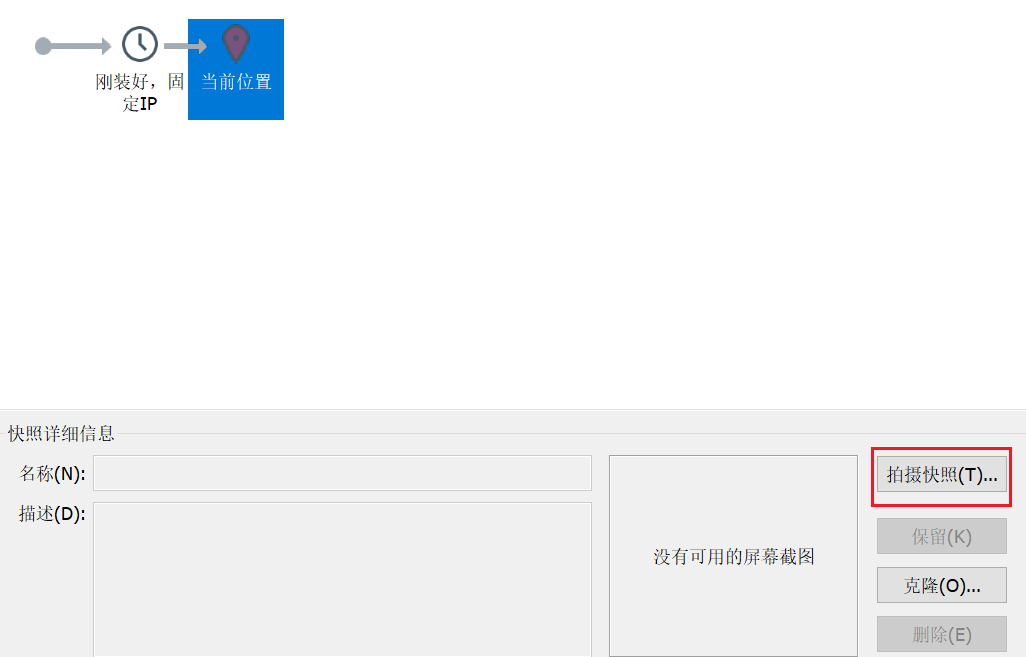 刚装好，固
定IP
当前位置
快照详细信息
名称(N):
描述(D):
没有可用的屏幕截图
拍摄快照(T)...
保留(K)
克隆(O)...
删除(E)